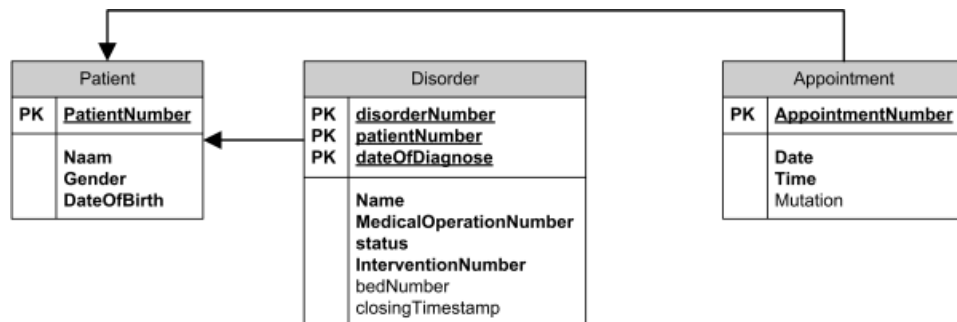 Patient
PK PatientNumber
Naam
Gender
DateOfBirth
Disorder
PK disorderNumber
PK patientNumber
PK dateOfDiagnose
Name
MedicalOperationNumber
status
InterventionNumber
bedNumber
closingTimestamp
Appointment
PK AppointmentNumber
Date
Time
Mutation